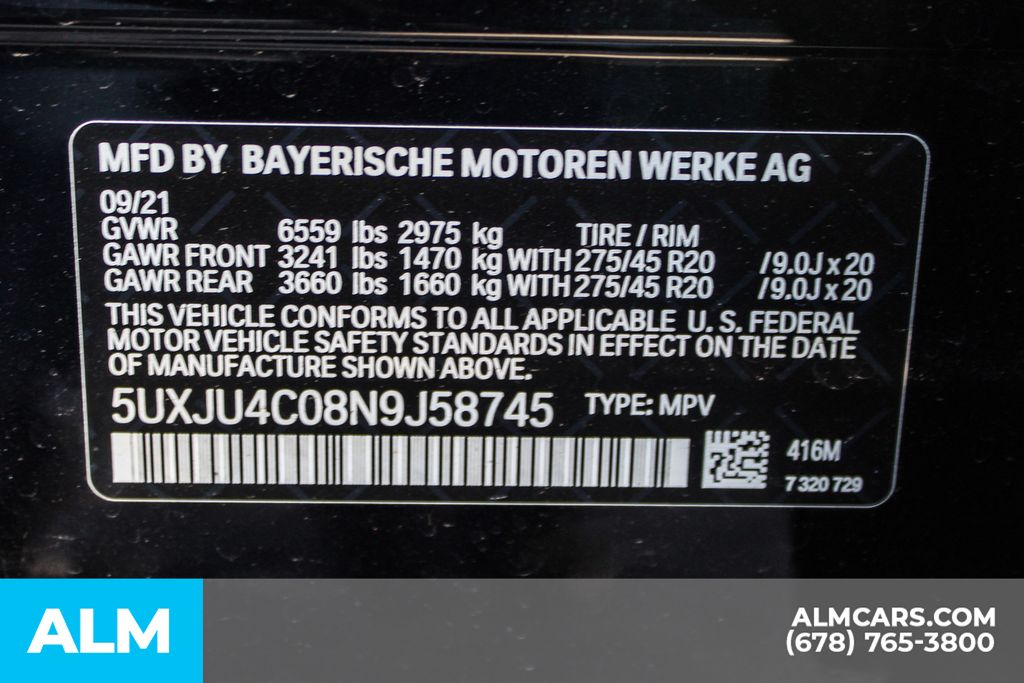 MFD BY BAYERISCHE MOTOREN WERKE AG
09/21
GVWR 6559 lbs 2975 kg TIRE / RIM
GAWR FRONT 3241 lbs 1470 kg WITH 275/45 R20 /9.0J x 20
GAWR REAR 3660 lbs 1660 kg WITH 275/45 R20 /9.0J x 20
THIS VEHICLE CONFORMS TO ALL APPLICABLE U. S. FEDERAL
MOTOR VEHICLE SAFETY STANDARDS IN EFFECT ON THE DATE
OF MANUFACTURE SHOWN ABOVE.
5UXJU4C08N9J58745 TYPE: MPV
416M
7 320 729
ALM
ALMCARS.COM
(678) 765-3800